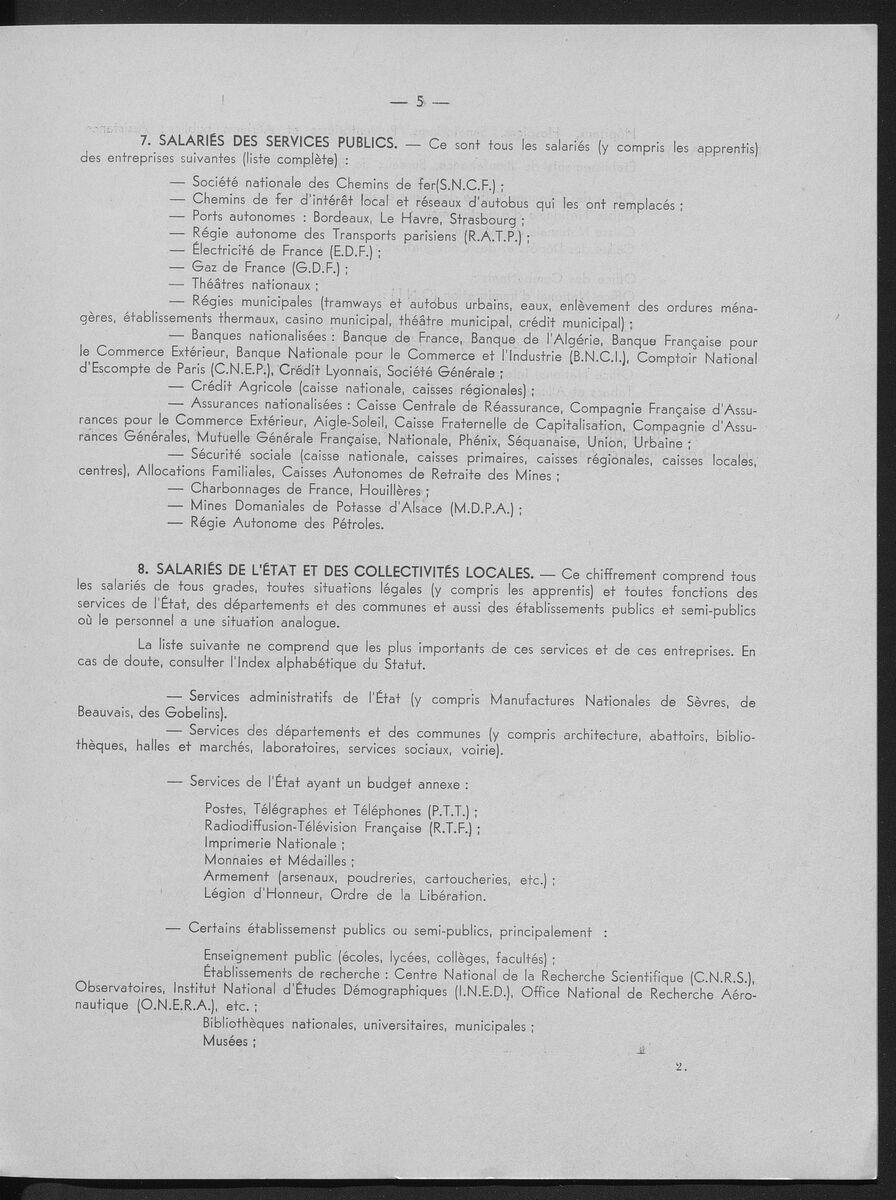 — 5 —
7. SALARIÉS DES SERVICES PUBLICS. — Ce sont tous les salariés (y compris les apprentis)
des entreprises suivantes (liste complète) :
— Société nationale des Chemins de fer(S.N.C.F.) ;
— Chemins de fer d'intérêt local et réseaux d'autobus qui les ont remplacés ;
— Ports autonomes : Bordeaux, Le Havre, Strasbourg ;
— Régie autonome des Transports parisiens (R.A.T.P.) ;
— Électricité de France (E.D.F.) ;
— Gaz de France (G.D.F.) ;
— Théâtres nationaux ;
— Régies municipales (tramways et autobus urbains, eaux, enlèvement des ordures ména-
gères, établissements thermaux, casino municipal, théâtre municipal, crédit municipal) ;
— Banques nationalisées : Banque de France, Banque de l'Algérie, Banque Française pour
le Commerce Extérieur, Banque Nationale pour le Commerce et l'Industrie (B.N.C.I.), Comptoir National
d'Escompte de Paris (C.N.E.P.), Crédit Lyonnais, Société Générale ;
— Crédit Agricole (caisse nationale, caisses régionales) ;
— Assurances nationalisées : Caisse Centrale de Réassurance, Compagnie Française d'Assu-
rances pour le Commerce Extérieur, Aigle-Soleil, Caisse Fraternelle de Capitalisation, Compagnie d'Assu-
rances Générales, Mutuelle Générale Française, Nationale, Phénix, Séquanaise, Union, Urbaine ;
— Sécurité sociale (caisse nationale, caisses primaires, caisses régionales, caisses locales,
centres), Allocations Familiales, Caisses Autonomes de Retraite des Mines ;
— Charbonnages de France, Houillères ;
— Mines Domaniales de Potasse d'Alsace (M.D.P.A.) ;
— Régie Autonome des Pétroles.
8. SALARIÉS DE L'ÉTAT ET DES COLLECTIVITÉS LOCALES. — Ce chiffrement comprend tous
les salariés de tous grades, toutes situations légales (y compris les apprentis) et toutes fonctions des
services de l'État, des départements et des communes et aussi des établissements publics et semi-publics
où le personnel a une situation analogue.
La liste suivante ne comprend que les plus importants de ces services et de ces entreprises. En
cas de doute, consulter l'Index alphabétique du Statut.
— Services administratifs de l'État (y compris Manufactures Nationales de Sèvres, de
Beauvais, des Gobelins).
— Services des départements et des communes (y compris architecture, abattoirs, biblio-
thèques, halles et marchés, laboratoires, services sociaux, voirie).
— Services de l'État ayant un budget annexe :
Postes, Télégraphes et Téléphones (P.T.T.) ;
Radiodiffusion-Télévision Française (R.T.F.) ;
Imprimerie Nationale ;
Monnaies et Médailles ;
Armement (arsenaux, poudreries, cartoucheries, etc.) ;
Légion d'Honneur, Ordre de la Libération.
— Certains établissemenst publics ou semi-publics, principalement :
Enseignement public (écoles, lycées, collèges, facultés) ;
Établissements de recherche : Centre National de la Recherche Scientifique (C.N.R.S.),
Observatoires, Institut National d'Études Démographiques (I.N.E.D.), Office National de Recherche Aéro-
nautique (O.N.E.R.A.), etc. ;
Bibliothèques nationales, universitaires, municipales ;
Musées ;
2.